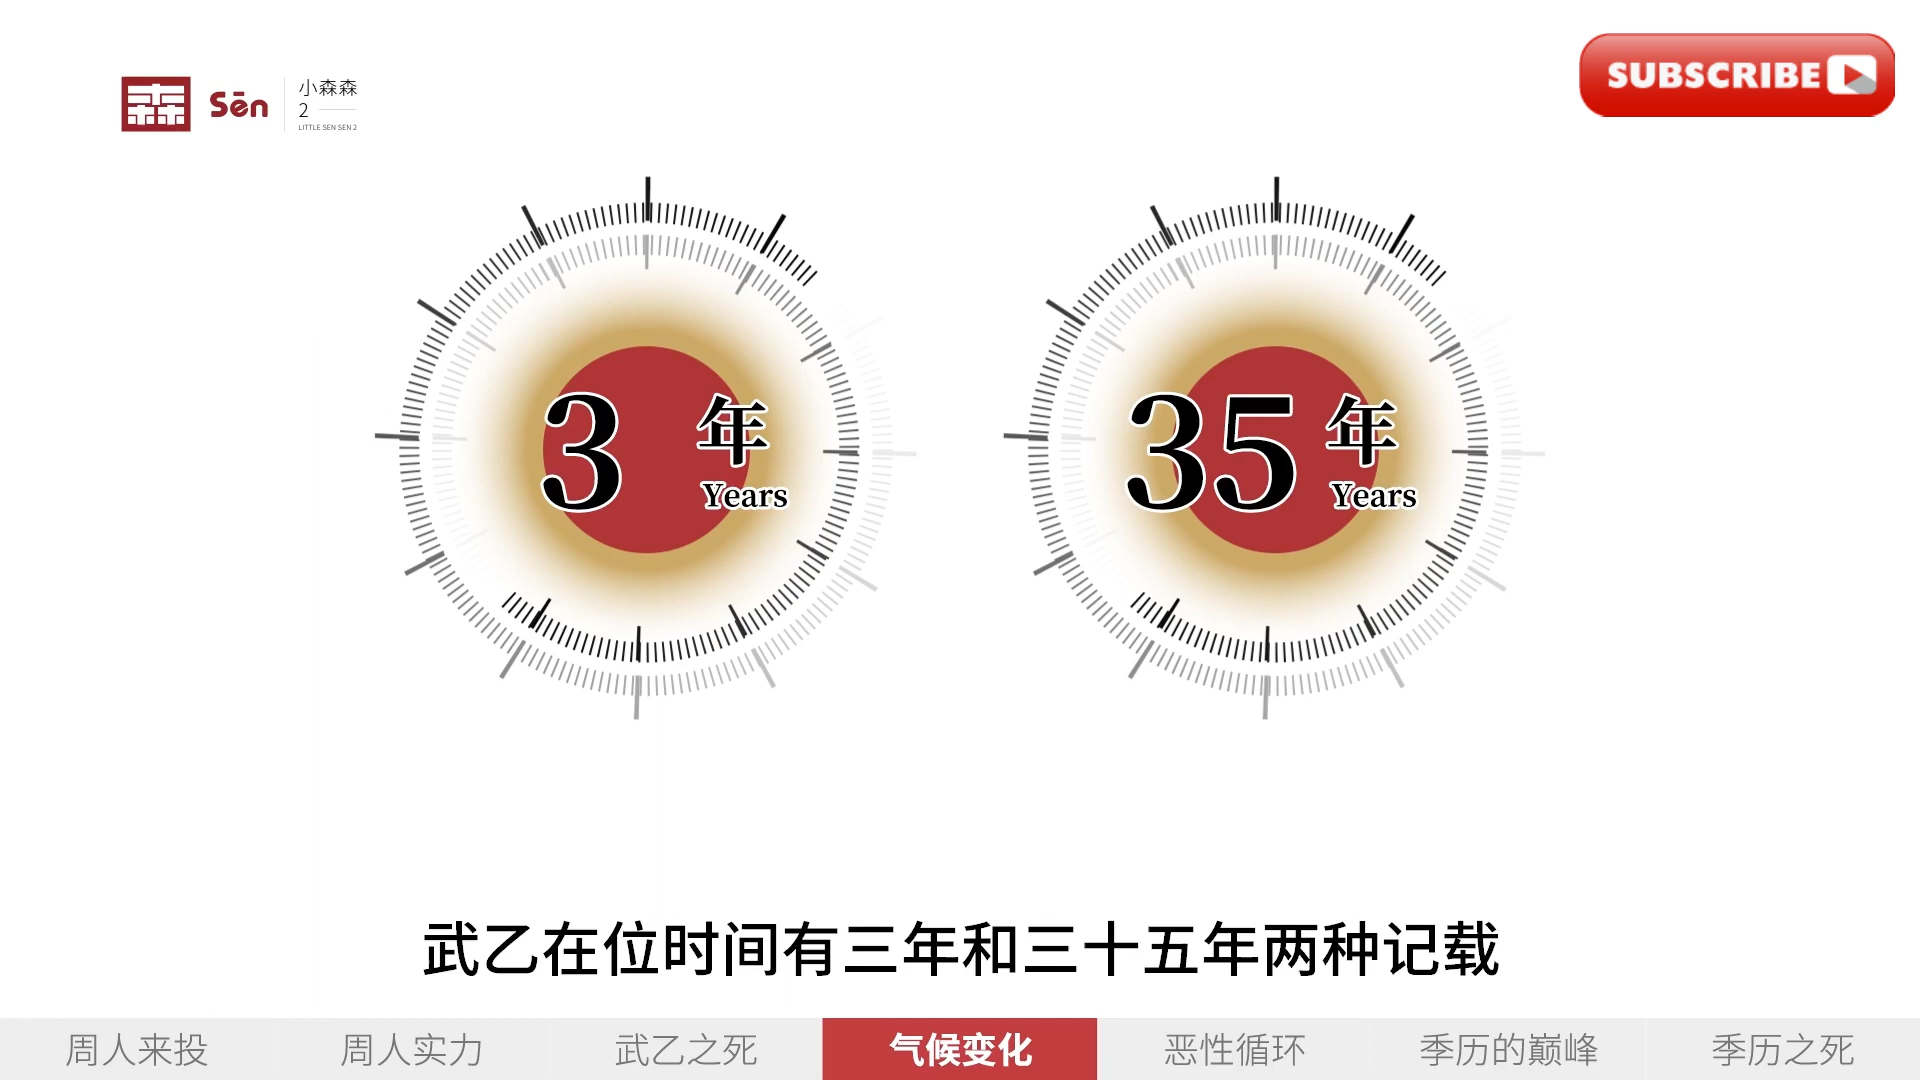 Sēn
小森森
2
LITTLE SEN SEN 2
SUBSCRIBE
3 年
Years
35 年
Years
武乙在位时间有三年和三十五年两种记载
周人来投 周人实力 武乙之死 气候变化 恶性循环 季历的巅峰 季历之死